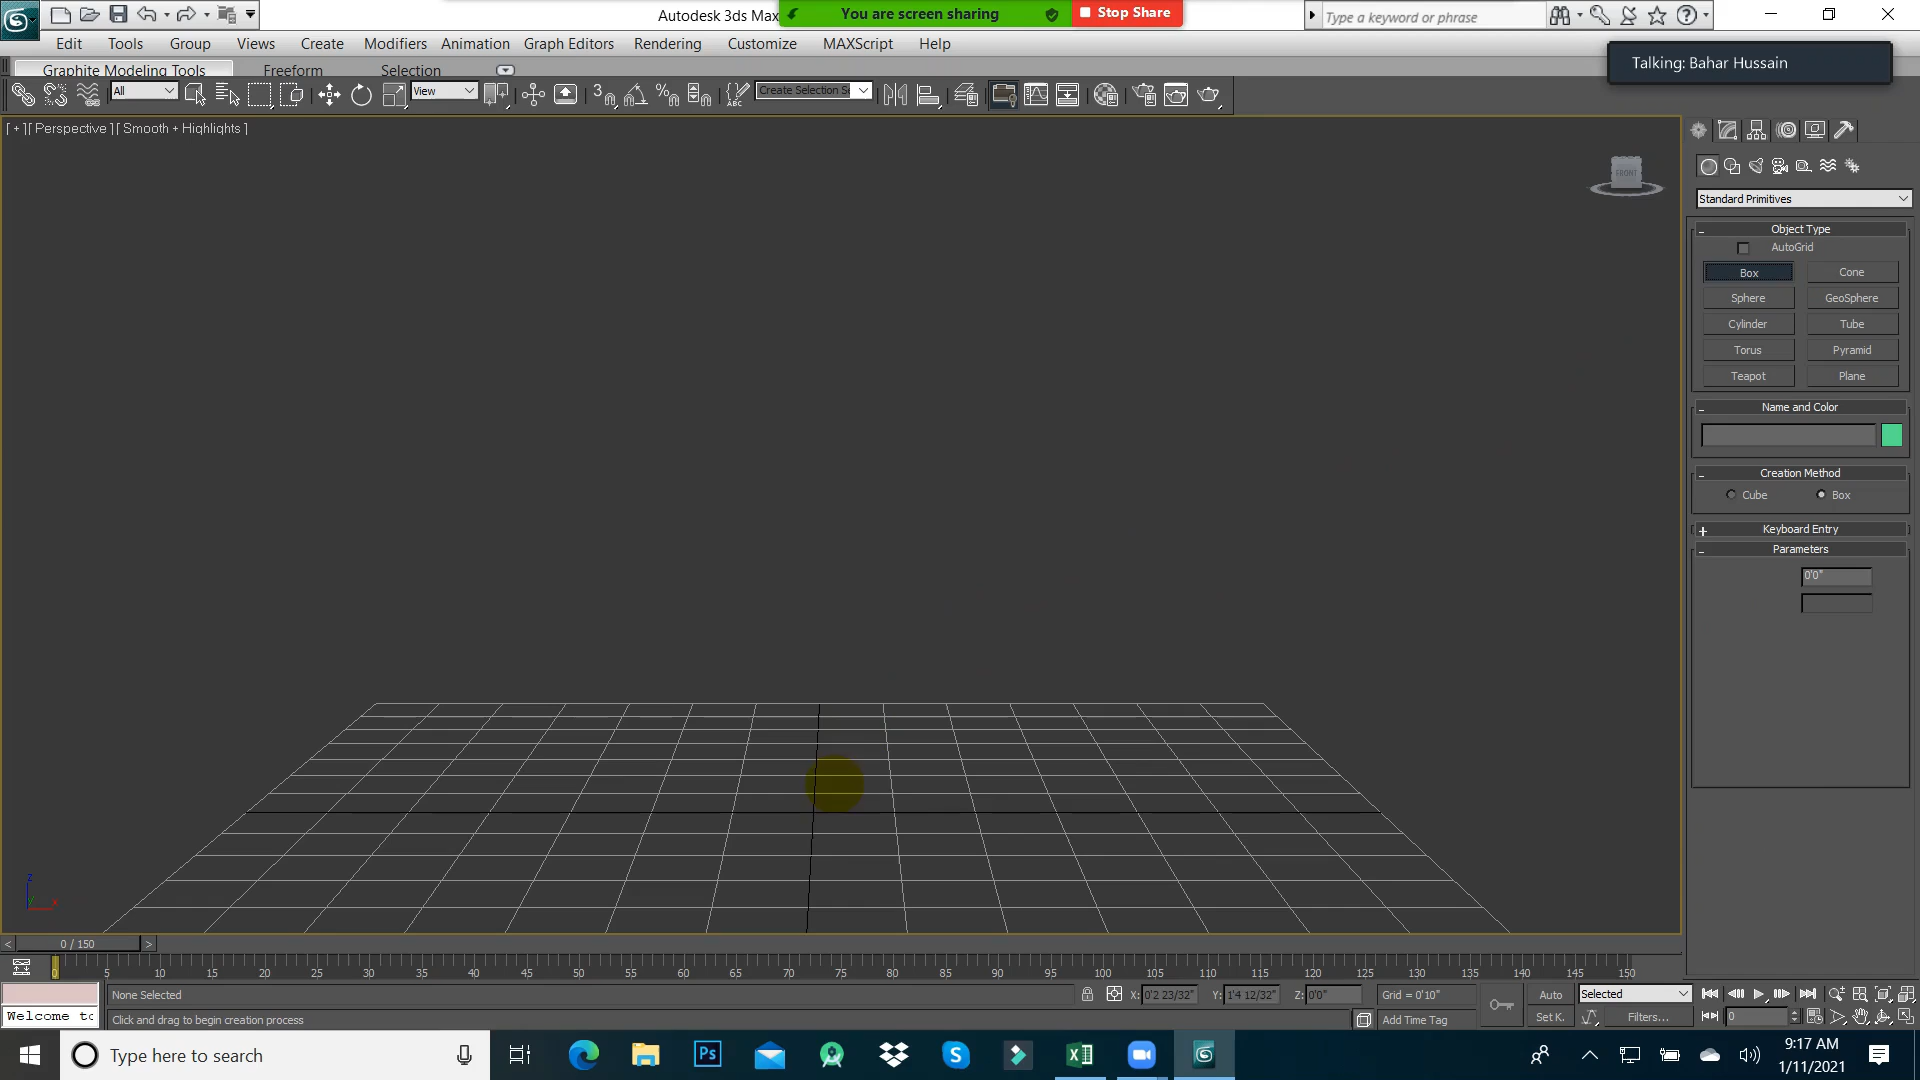 Autodesk 3ds Max
You are screen sharing
Stop Share
Type a keyword or phrase
Edit Tools Group Views Create Modifiers Animation Graph Editors Rendering Customize MAXScript Help
Talking: Bahar Hussain
Graphite Modeling Tools Freeform Selection
All
View
3
ABC
[ + ][ Perspective ][ Smooth + Highlights ]
FRONT
Standard Primitives
Object Type
AutoGrid
Box Cone
Sphere GeoSphere
Cylinder Tube
Torus Pyramid
Teapot Plane
Name and Color
Creation Method
Cube Box
Keyboard Entry
Parameters
0'0"
z
x
0 / 150
0 5 10 15 20 25 30 35 40 45 50 55 60 65 70 75 80 85 90 95 100 105 110 115 120 125 130 135 140 145 150
None Selected
X: 0'2 23/32" Y: 1'4 12/32" Z: 0'0" Grid = 0'10"
Auto Selected
Welcome to
Click and drag to begin creation process
Add Time Tag
Set K. Filters... 0
Type here to search
Ps
9:17 AM
1/11/2021